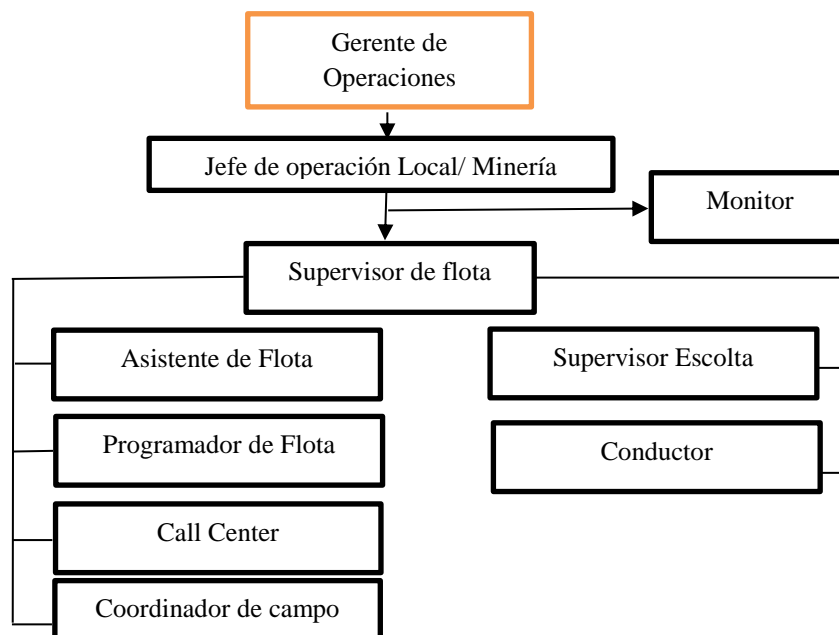 Gerente de
Operaciones
Jefe de operación Local/ Minería
Monitor
Supervisor de flota
Asistente de Flota
Supervisor Escolta
Programador de Flota
Conductor
Call Center
Coordinador de campo